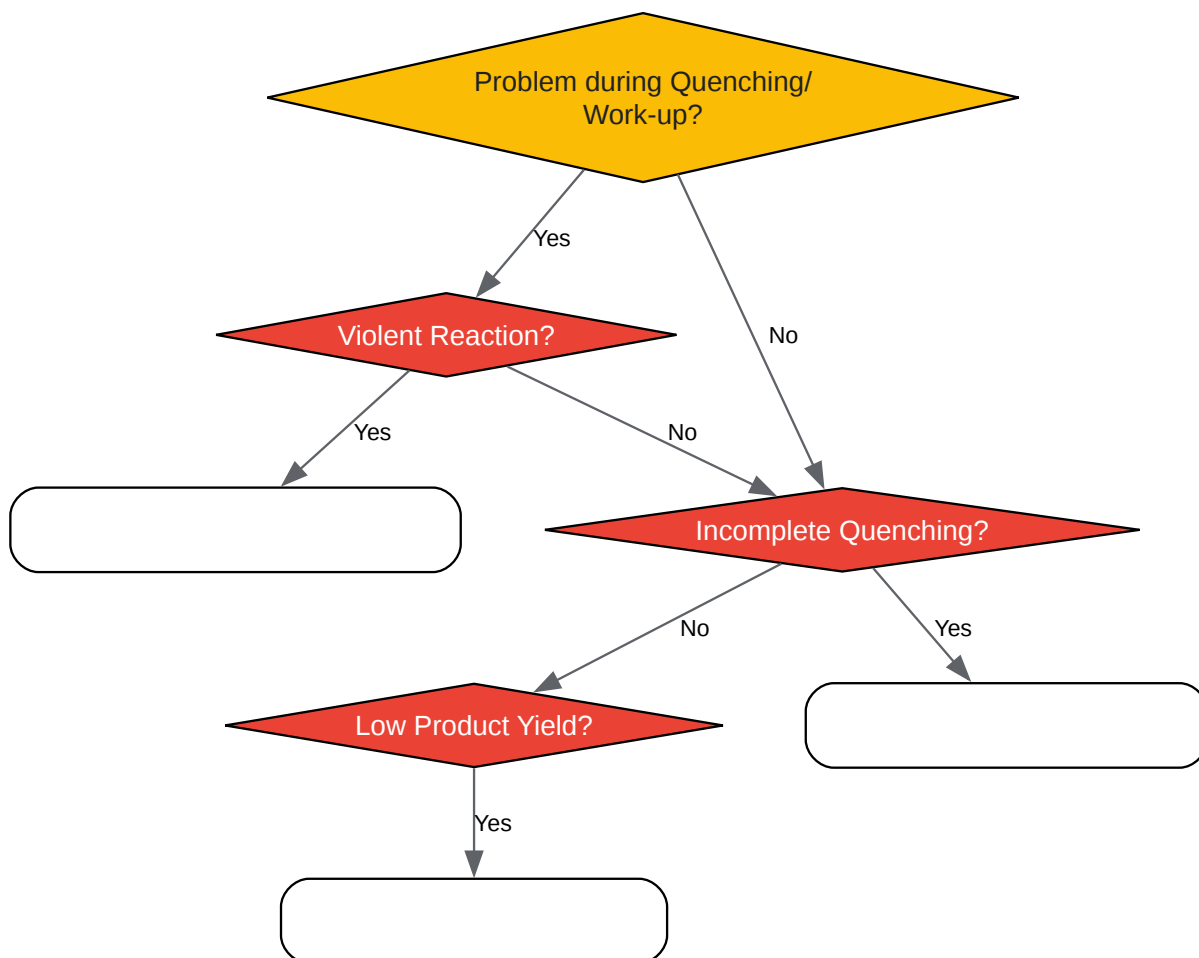 Problem during Quenching/
Work-up?
Yes
No
Violent Reaction?
Yes
No
Incomplete Quenching?
No
Yes
Low Product Yield?
Yes